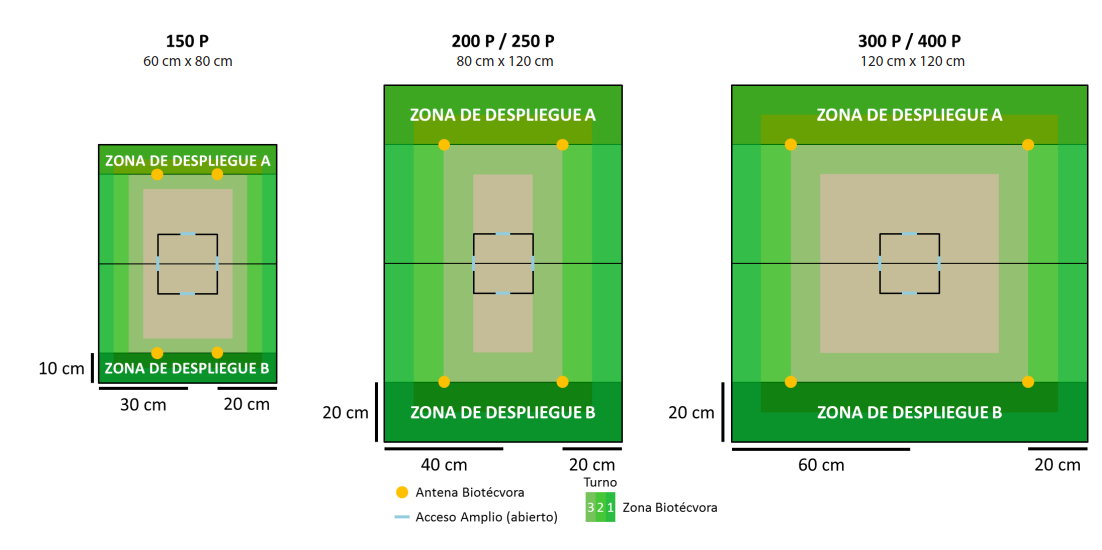 150 P
60 cm x 80 cm
200 P / 250 P
80 cm x 120 cm
300 P / 400 P
120 cm x 120 cm
ZONA DE DESPLIEGUE A
ZONA DE DESPLIEGUE B
10 cm
30 cm
20 cm
ZONA DE DESPLIEGUE A
ZONA DE DESPLIEGUE B
20 cm
40 cm
20 cm
ZONA DE DESPLIEGUE A
ZONA DE DESPLIEGUE B
20 cm
60 cm
20 cm
Antena Biotécvora
Acceso Amplio (abierto)
Turno
3 2 1
Zona Biotécvora